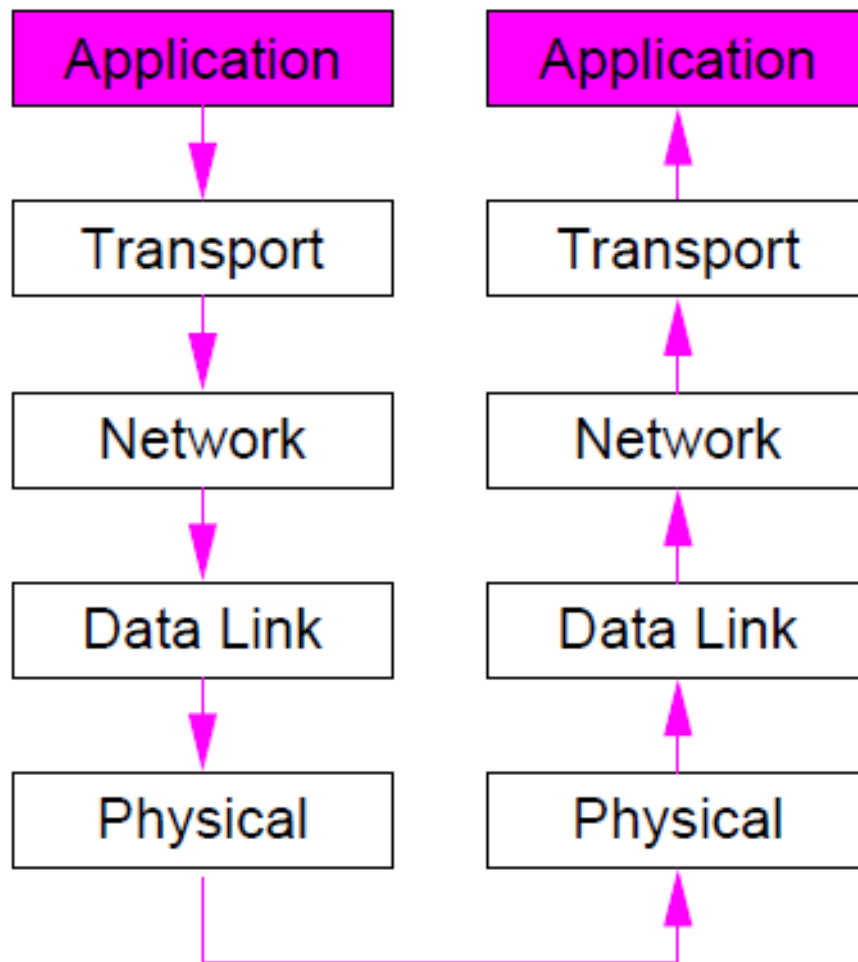 Application
Application
Transport
Transport
Network
Network
Data Link
Data Link
Physical
Physical